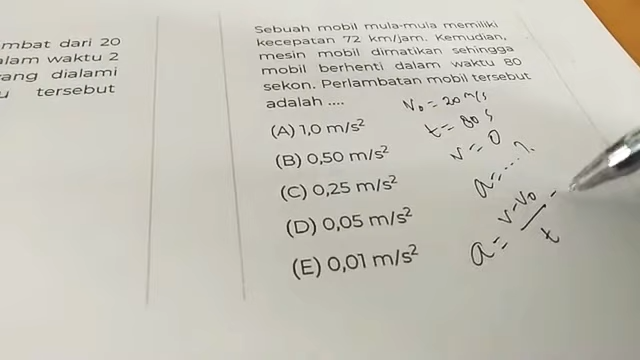 mbat dari 20
alam waktu 2
ang dialami
u tersebut
Sebuah mobil mula-mula memiliki
kecepatan 72 km/jam. Kemudian,
mesin mobil dimatikan sehingga
mobil berhenti dalam waktu 80
sekon. Perlambatan mobil tersebut
adalah ....
(A) 1,0 m/s²
(B) 0,50 m/s²
(C) 0,25 m/s²
(D) 0,05 m/s²
(E) 0,01 m/s²
V₀ = 20 m/s
t = 80 s
v = 0
a = ...?
a = v-v₀ / t